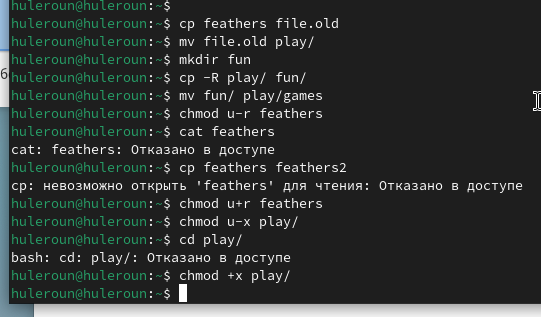 huleroun@huleroun:~$
huleroun@huleroun:~$ cp feathers file.old
huleroun@huleroun:~$ mv file.old play/
huleroun@huleroun:~$ mkdir fun
huleroun@huleroun:~$ cp -R play/ fun/
huleroun@huleroun:~$ mv fun/ play/games
huleroun@huleroun:~$ chmod u-r feathers
huleroun@huleroun:~$ cat feathers
cat: feathers: Отказано в доступе
huleroun@huleroun:~$ cp feathers feathers2
cp: невозможно открыть 'feathers' для чтения: Отказано в доступе
huleroun@huleroun:~$ chmod u+r feathers
huleroun@huleroun:~$ chmod u-x play/
huleroun@huleroun:~$ cd play/
bash: cd: play/: Отказано в доступе
huleroun@huleroun:~$ chmod +x play/
huleroun@huleroun:~$